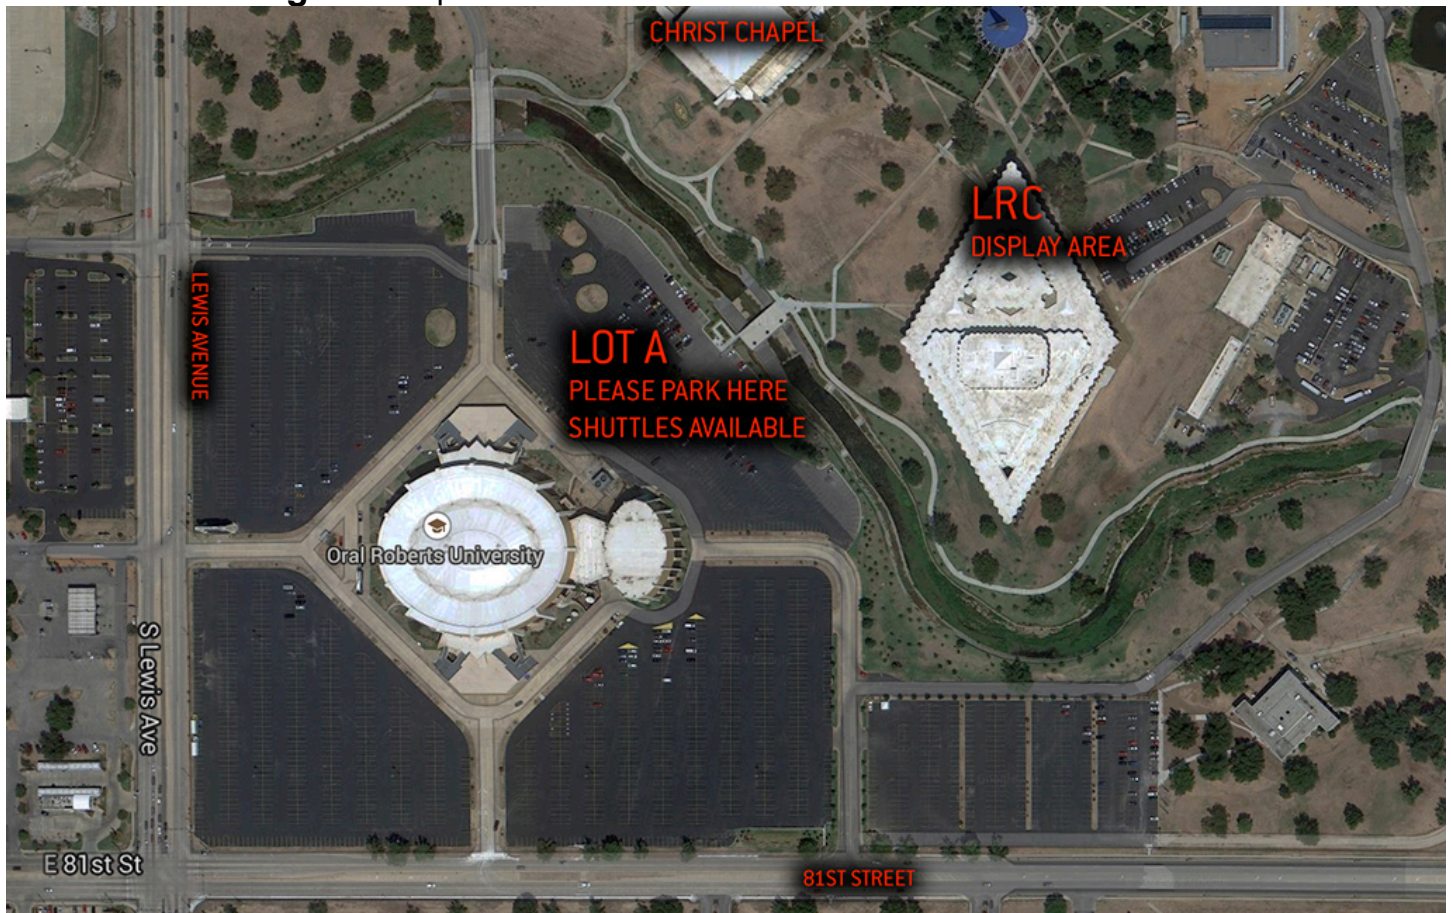 CHRIST CHAPEL
LRC
DISPLAY AREA
LEWIS AVENUE
LOT A
PLEASE PARK HERE
SHUTTLES AVAILABLE
Oral Roberts University
S Lewis Ave
E 81st St
81ST STREET